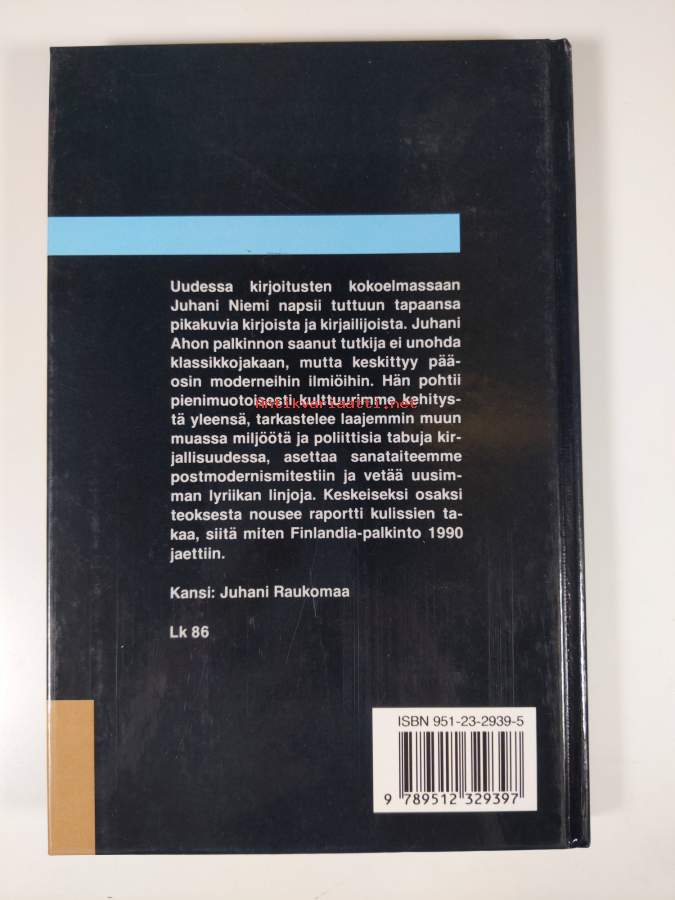 Uudessa kirjoitusten kokoelmassaan
Juhani Niemi napsii tuttuun tapaansa
pikakuvia kirjoista ja kirjailijoista. Juhani
Ahon palkinnon saanut tutkija ei unohda
klassikkojakaan, mutta keskittyy pää-
osin moderneihin ilmiöihin. Hän pohtii
pienimuotoisesti kulttuurimme kehitys-
Antikvariaatti.net
tä yleensä, tarkastelee laajemmin muun
muassa miljöötä ja poliittisia tabuja kir-
jallisuudessa, asettaa sanataiteemme
postmodernismitestiin ja vetää uusim-
man lyriikan linjoja. Keskeiseksi osaksi
teoksesta nousee raportti kulissien ta-
kaa, siitä miten Finlandia-palkinto 1990
jaettiin.
Kansi: Juhani Raukomaa
Lk 86
ISBN 951-23-2939-5
9 789512 329397